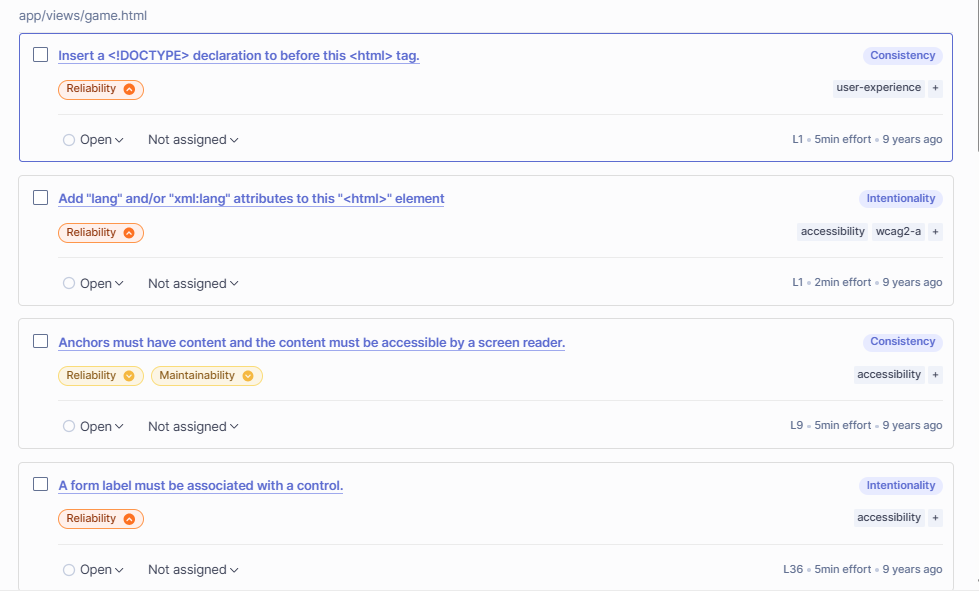 app/views/game.html
Insert a <!DOCTYPE> declaration to before this <html> tag.
Consistency
Reliability
user-experience +
Open Not assigned L1 • 5min effort • 9 years ago
Add "lang" and/or "xml:lang" attributes to this "<html>" element
Intentionality
Reliability
accessibility wcag2-a +
Open Not assigned L1 • 2min effort • 9 years ago
Anchors must have content and the content must be accessible by a screen reader.
Consistency
Reliability Maintainability
accessibility +
Open Not assigned L9 • 5min effort • 9 years ago
A form label must be associated with a control.
Intentionality
Reliability
accessibility +
Open Not assigned L36 • 5min effort • 9 years ago